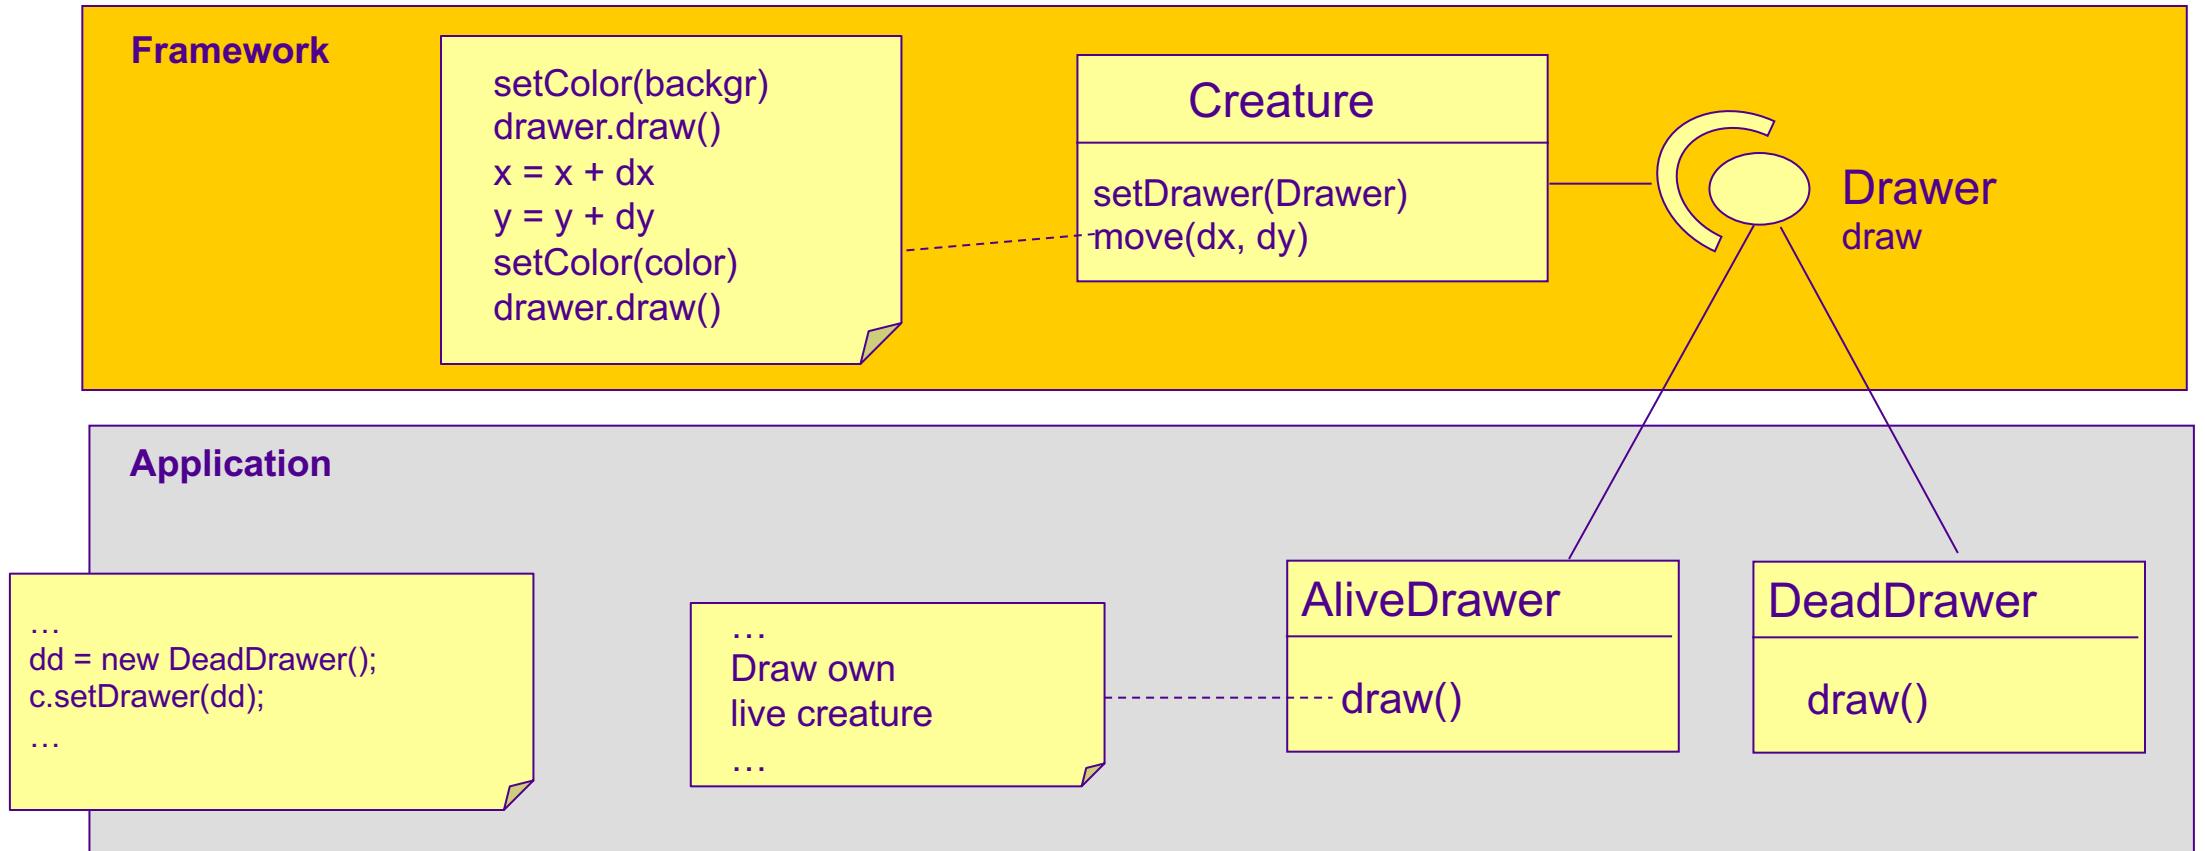 Framework
setColor(backgr)
drawer.draw()
x = x + dx
y = y + dy
setColor(color)
drawer.draw()
Creature
setDrawer(Drawer)
move(dx, dy)
Drawer
draw
Application
…
dd = new DeadDrawer();
c.setDrawer(dd);
…
…
Draw own
live creature
…
AliveDrawer
draw()
DeadDrawer
draw()